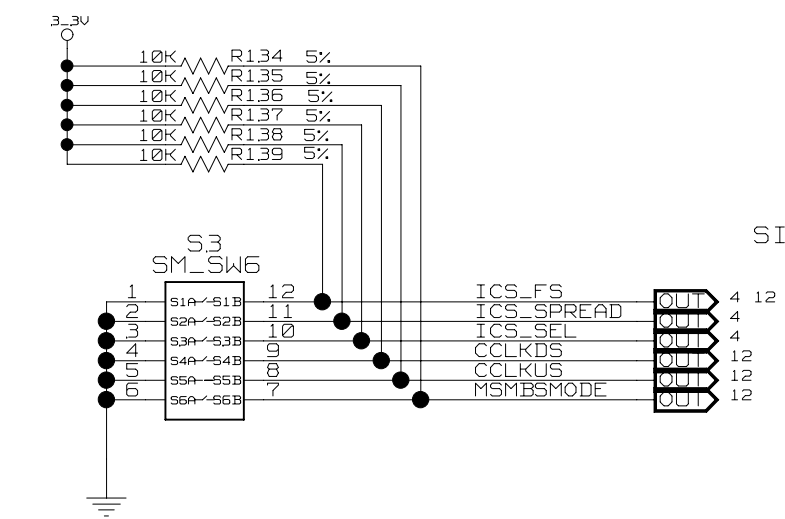 3_3V
10K R134 5%
10K R135 5%
10K R136 5%
10K R137 5%
10K R138 5%
10K R139 5%
S3
SM_SW6
SI
1 S1A S1B 12 ICS_FS OUT 4 12
2 S2A S2B 11 ICS_SPREAD OUT 4
3 S3A S3B 10 ICS_SEL OUT 4
4 S4A S4B 9 CCLKDS OUT 12
5 S5A S5B 8 CCLKUS OUT 12
6 S6A S6B 7 MSMBSMODE OUT 12